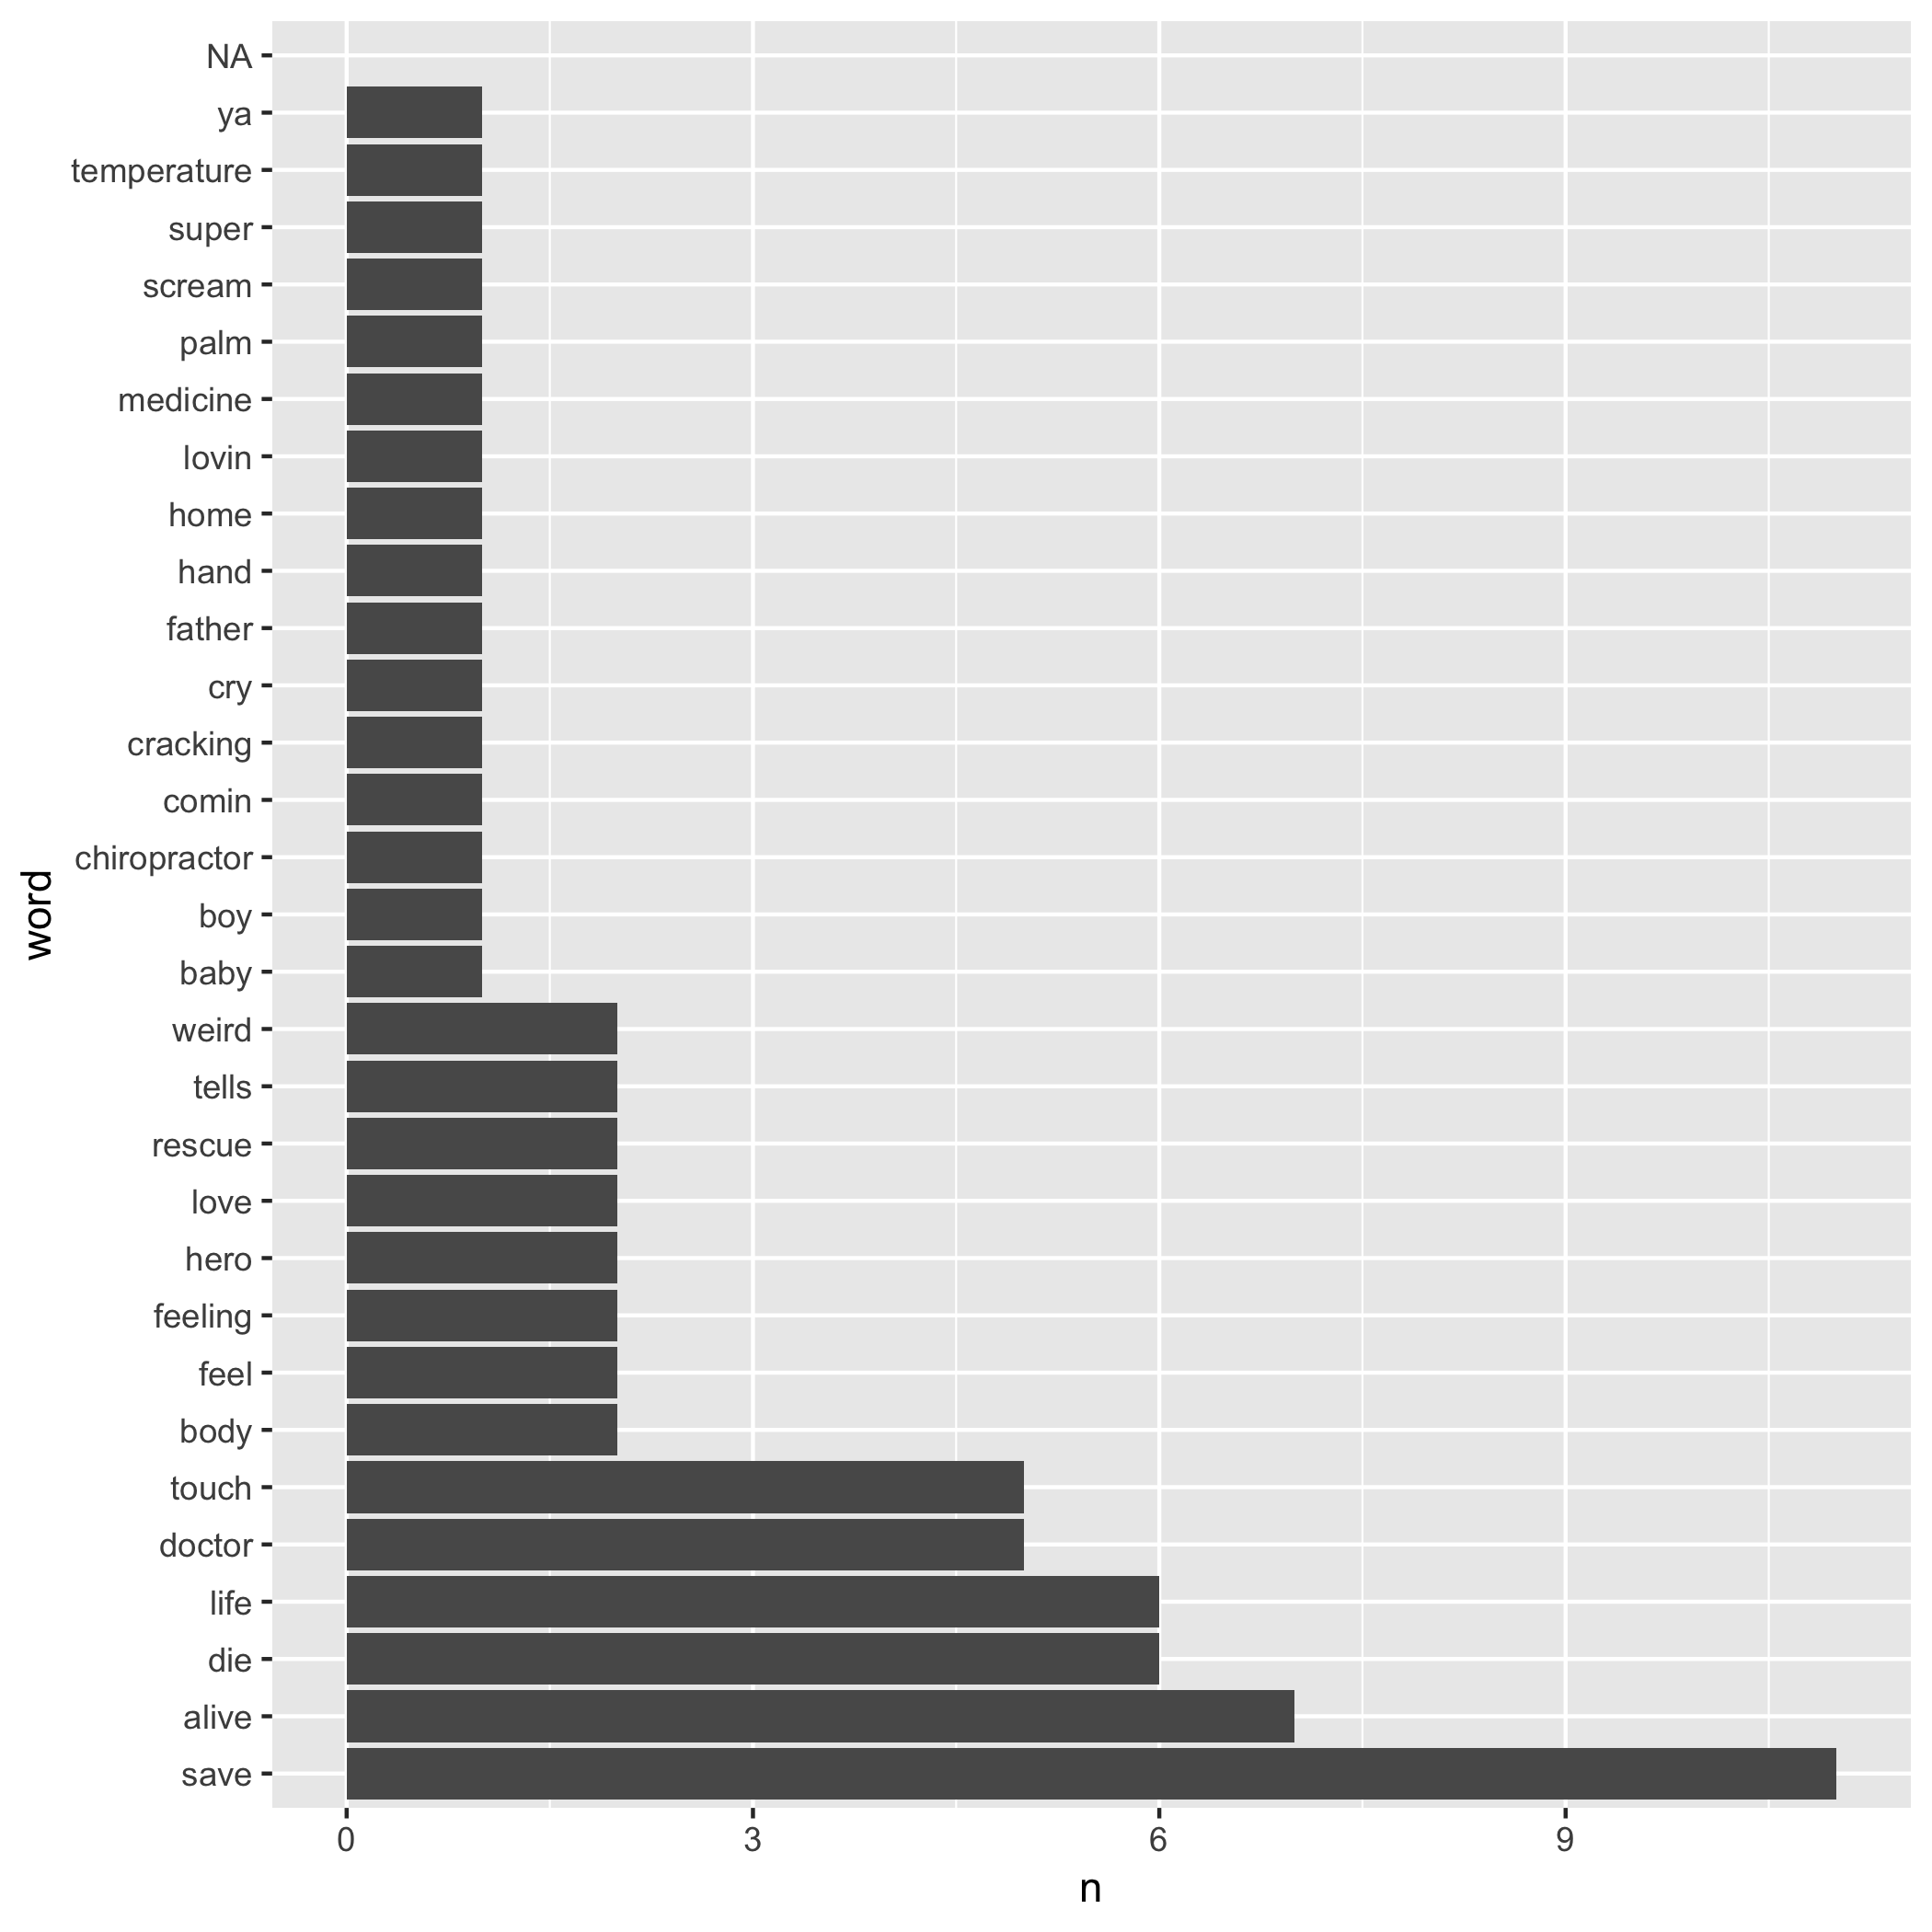 NA
ya
temperature
super
scream
palm
medicine
lovin
home
hand
father
cry
cracking
comin
chiropractor
boy
baby
weird
tells
rescue
love
hero
feeling
feel
body
touch
doctor
life
die
alive
save
word
0 3 6 9
n